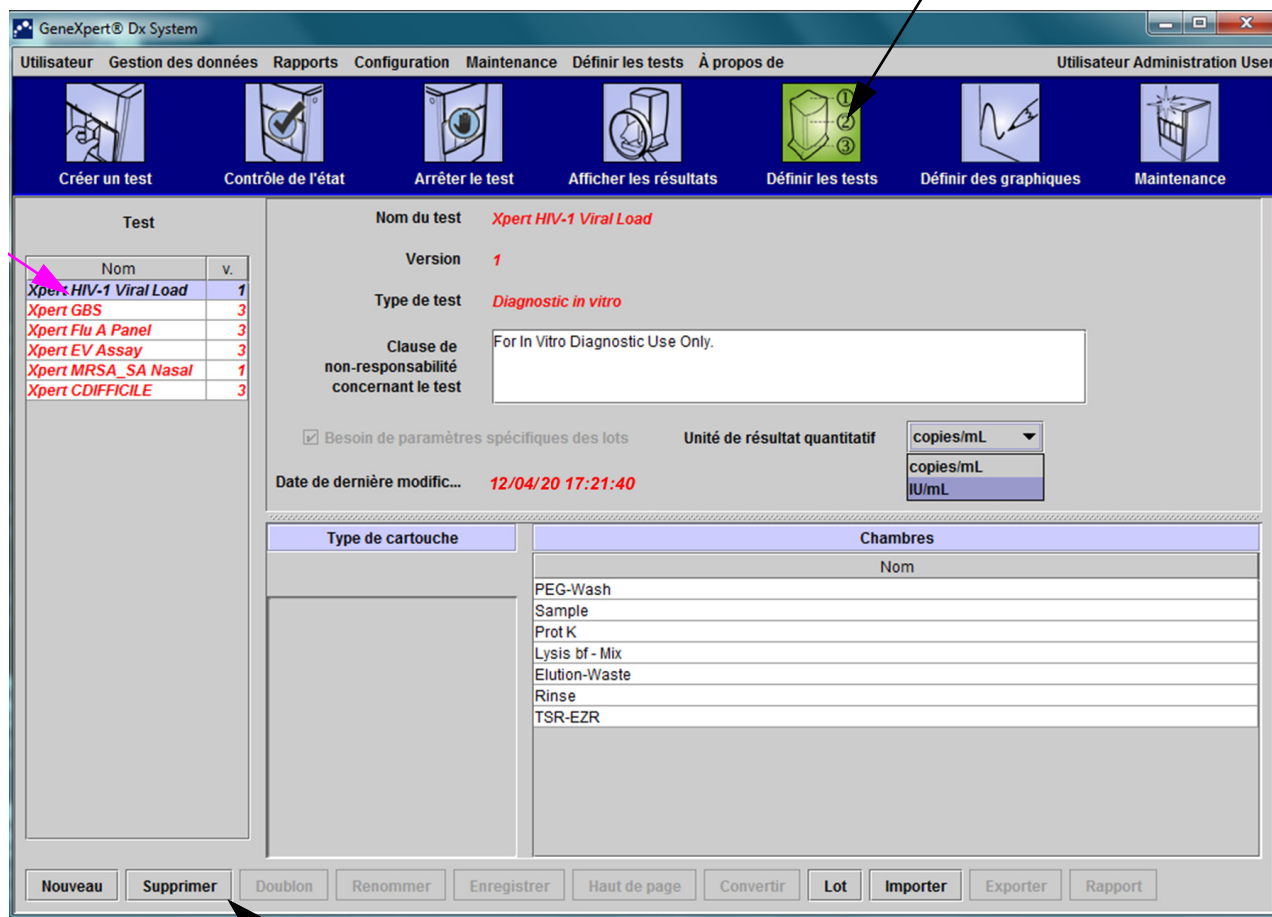 GeneXpert® Dx System
Utilisateur Gestion des données Rapports Configuration Maintenance Définir les tests À propos de Utilisateur Administration User
1
2
3
Créer un test Contrôle de l'état Arrêter le test Afficher les résultats Définir les tests Définir des graphiques Maintenance
Test
Nom v.
Xpert HIV-1 Viral Load 1
Xpert GBS 3
Xpert Flu A Panel 3
Xpert EV Assay 3
Xpert MRSA_SA Nasal 1
Xpert CDIFFICILE 3
Nom du test Xpert HIV-1 Viral Load
Version 1
Type de test Diagnostic in vitro
Clause de
non-responsabilité
concernant le test
For In Vitro Diagnostic Use Only.
Besoin de paramètres spécifiques des lots Unité de résultat quantitatif copies/mL
copies/mL
IU/mL
Date de dernière modific... 12/04/20 17:21:40
Type de cartouche
Chambres
Nom
PEG-Wash
Sample
Prot K
Lysis bf - Mix
Elution-Waste
Rinse
TSR-EZR
Nouveau Supprimer Doublon Renommer Enregistrer Haut de page Convertir Lot Importer Exporter Rapport